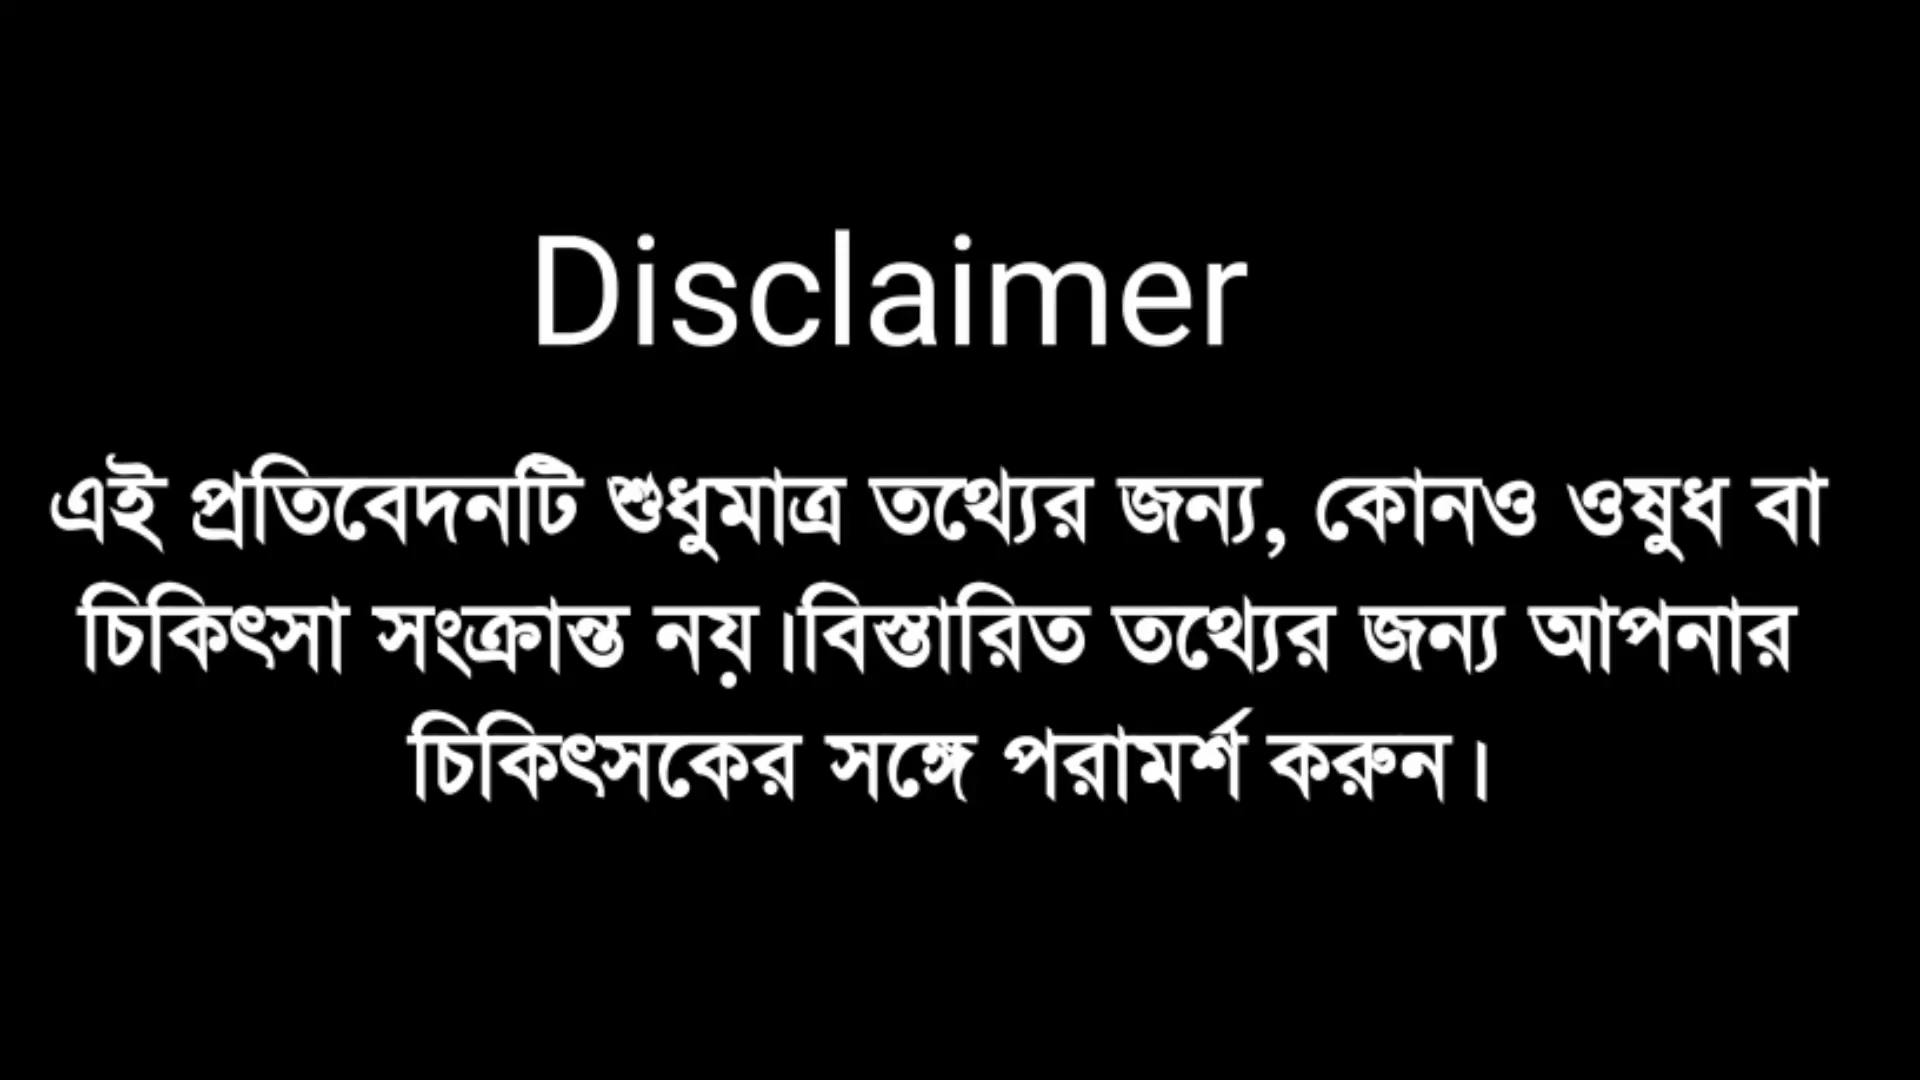 Disclaimer
এই প্রতিবেদনটি শুধুমাত্র তথ্যের জন্য, কোনও ওষুধ বা
চিকিৎসা সংক্রান্ত নয়।বিস্তারিত তথ্যের জন্য আপনার
চিকিৎসকের সঙ্গে পরামর্শ করুন।